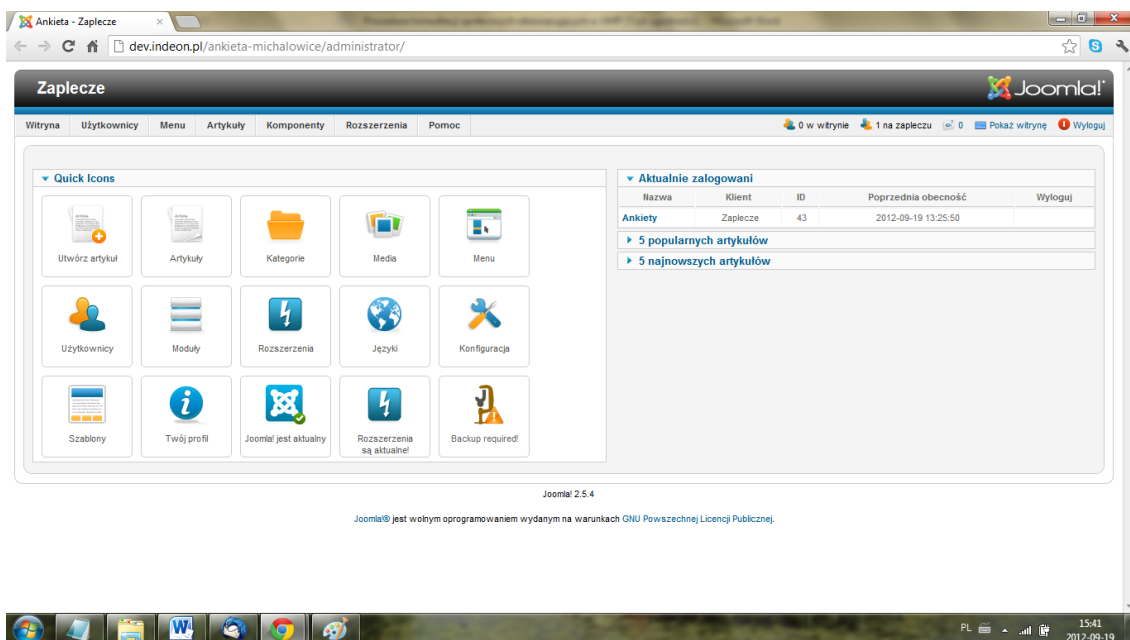 Ankieta - Zaplecze
dev.indeon.pl/ankieta-michalowice/administrator/
Zaplecze
Joomla!
Witryna Użytkownicy Menu Artykuły Komponenty Rozszerzenia Pomoc
0 w witrynie 1 na zapleczu 0 Pokaż witrynę Wyloguj
Quick Icons
Utwórz artykuł Artykuły Kategorie Media Menu
Użytkownicy Moduły Rozszerzenia Języki Konfiguracja
Szablony Twój profil Joomla! jest aktualny Rozszerzenia są aktualne! Backup required!
Aktualnie zalogowani
Nazwa Klient ID Poprzednia obecność Wyloguj
Ankiety Zaplecze 43 2012-09-19 13:25:50
5 popularnych artykułów
5 najnowszych artykułów
Joomla! 2.5.4
Joomla!® jest wolnym oprogramowaniem wydanym na warunkach GNU Powszechnej Licencji Publicznej.
PL
15:41
2012-09-19